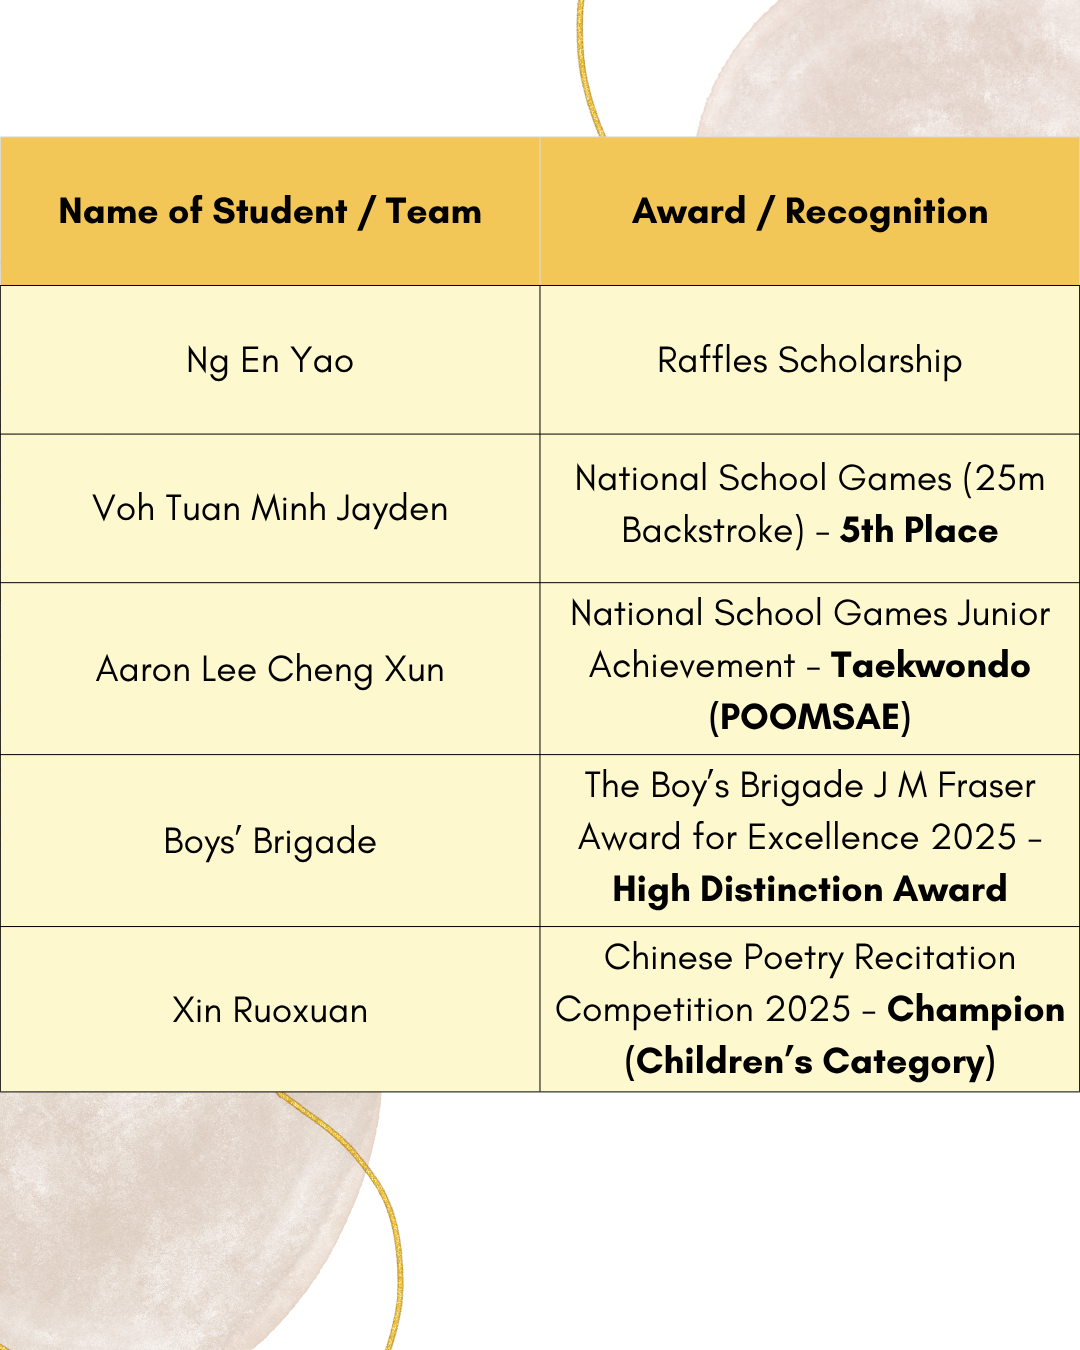 Name of Student / Team
Award / Recognition
Ng En Yao
Raffles Scholarship
Voh Tuan Minh Jayden
National School Games (25m
Backstroke) - 5th Place
Aaron Lee Cheng Xun
National School Games Junior
Achievement - Taekwondo
(POOMSAE)
Boys’ Brigade
The Boy’s Brigade J M Fraser
Award for Excellence 2025 -
High Distinction Award
Xin Ruoxuan
Chinese Poetry Recitation
Competition 2025 - Champion
(Children’s Category)